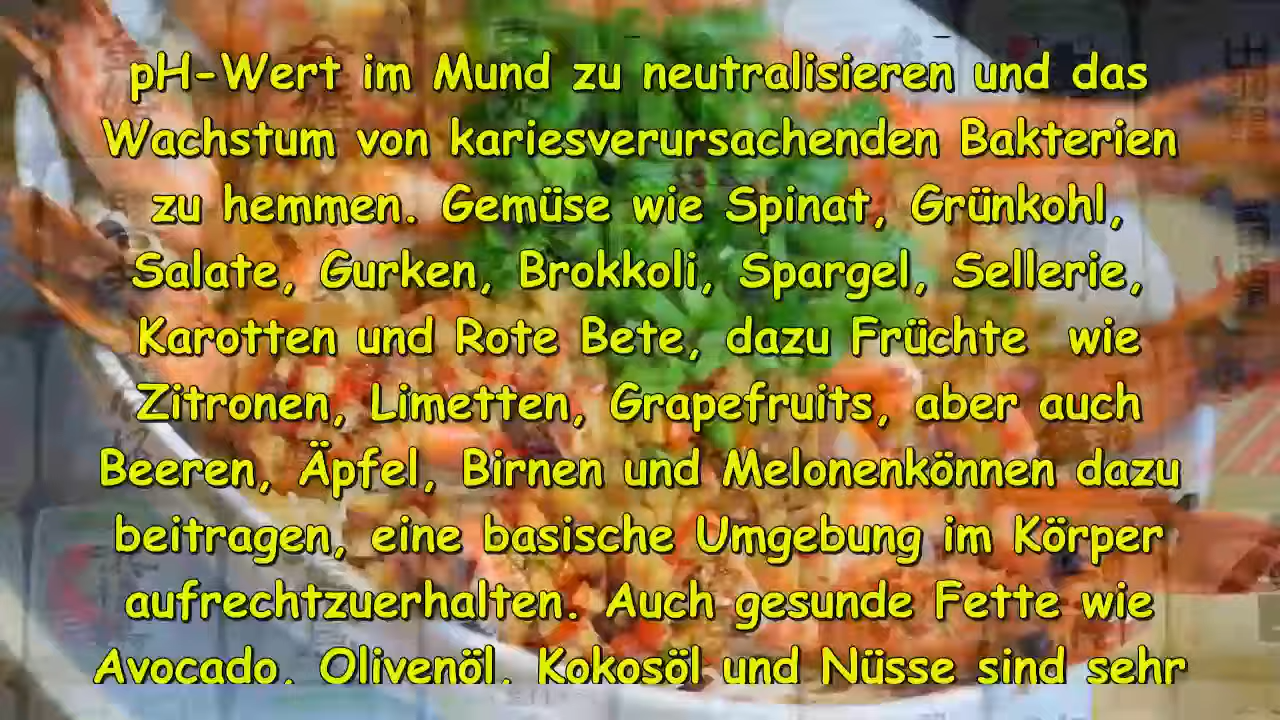 pH-Wert im Mund zu neutralisieren und das
Wachstum von kariesverursachenden Bakterien
zu hemmen. Gemüse wie Spinat, Grünkohl,
Salate, Gurken, Brokkoli, Spargel, Sellerie,
Karotten und Rote Bete, dazu Früchte wie
Zitronen, Limetten, Grapefruits, aber auch
Beeren, Äpfel, Birnen und Melonenkönnen dazu
beitragen, eine basische Umgebung im Körper
aufrechtzuerhalten. Auch gesunde Fette wie
Avocado, Olivenöl, Kokosöl und Nüsse sind sehr